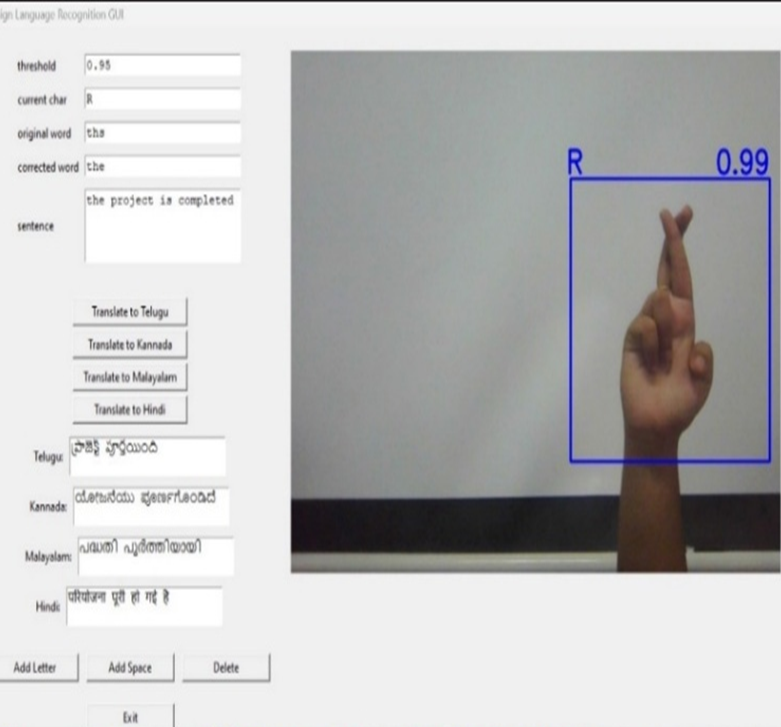 ign Language Recognition GUI
threshold 0.95
current char R
original word ths
corrected word the
sentence the project is completed
R 0.99
Translate to Telugu
Translate to Kannada
Translate to Malayalam
Translate to Hindi
Telugu: ప్రాజెక్ట్ పూర్తయింది
Kannada: ಯೋಜನೆಯು ಪೂರ್ಣಗೊಂಡಿದೆ
Malayalam: പദ്ധതി പൂർത്തിയായി
Hindi: परियोजना पूरी हो गई है
Add Letter Add Space Delete
Exit